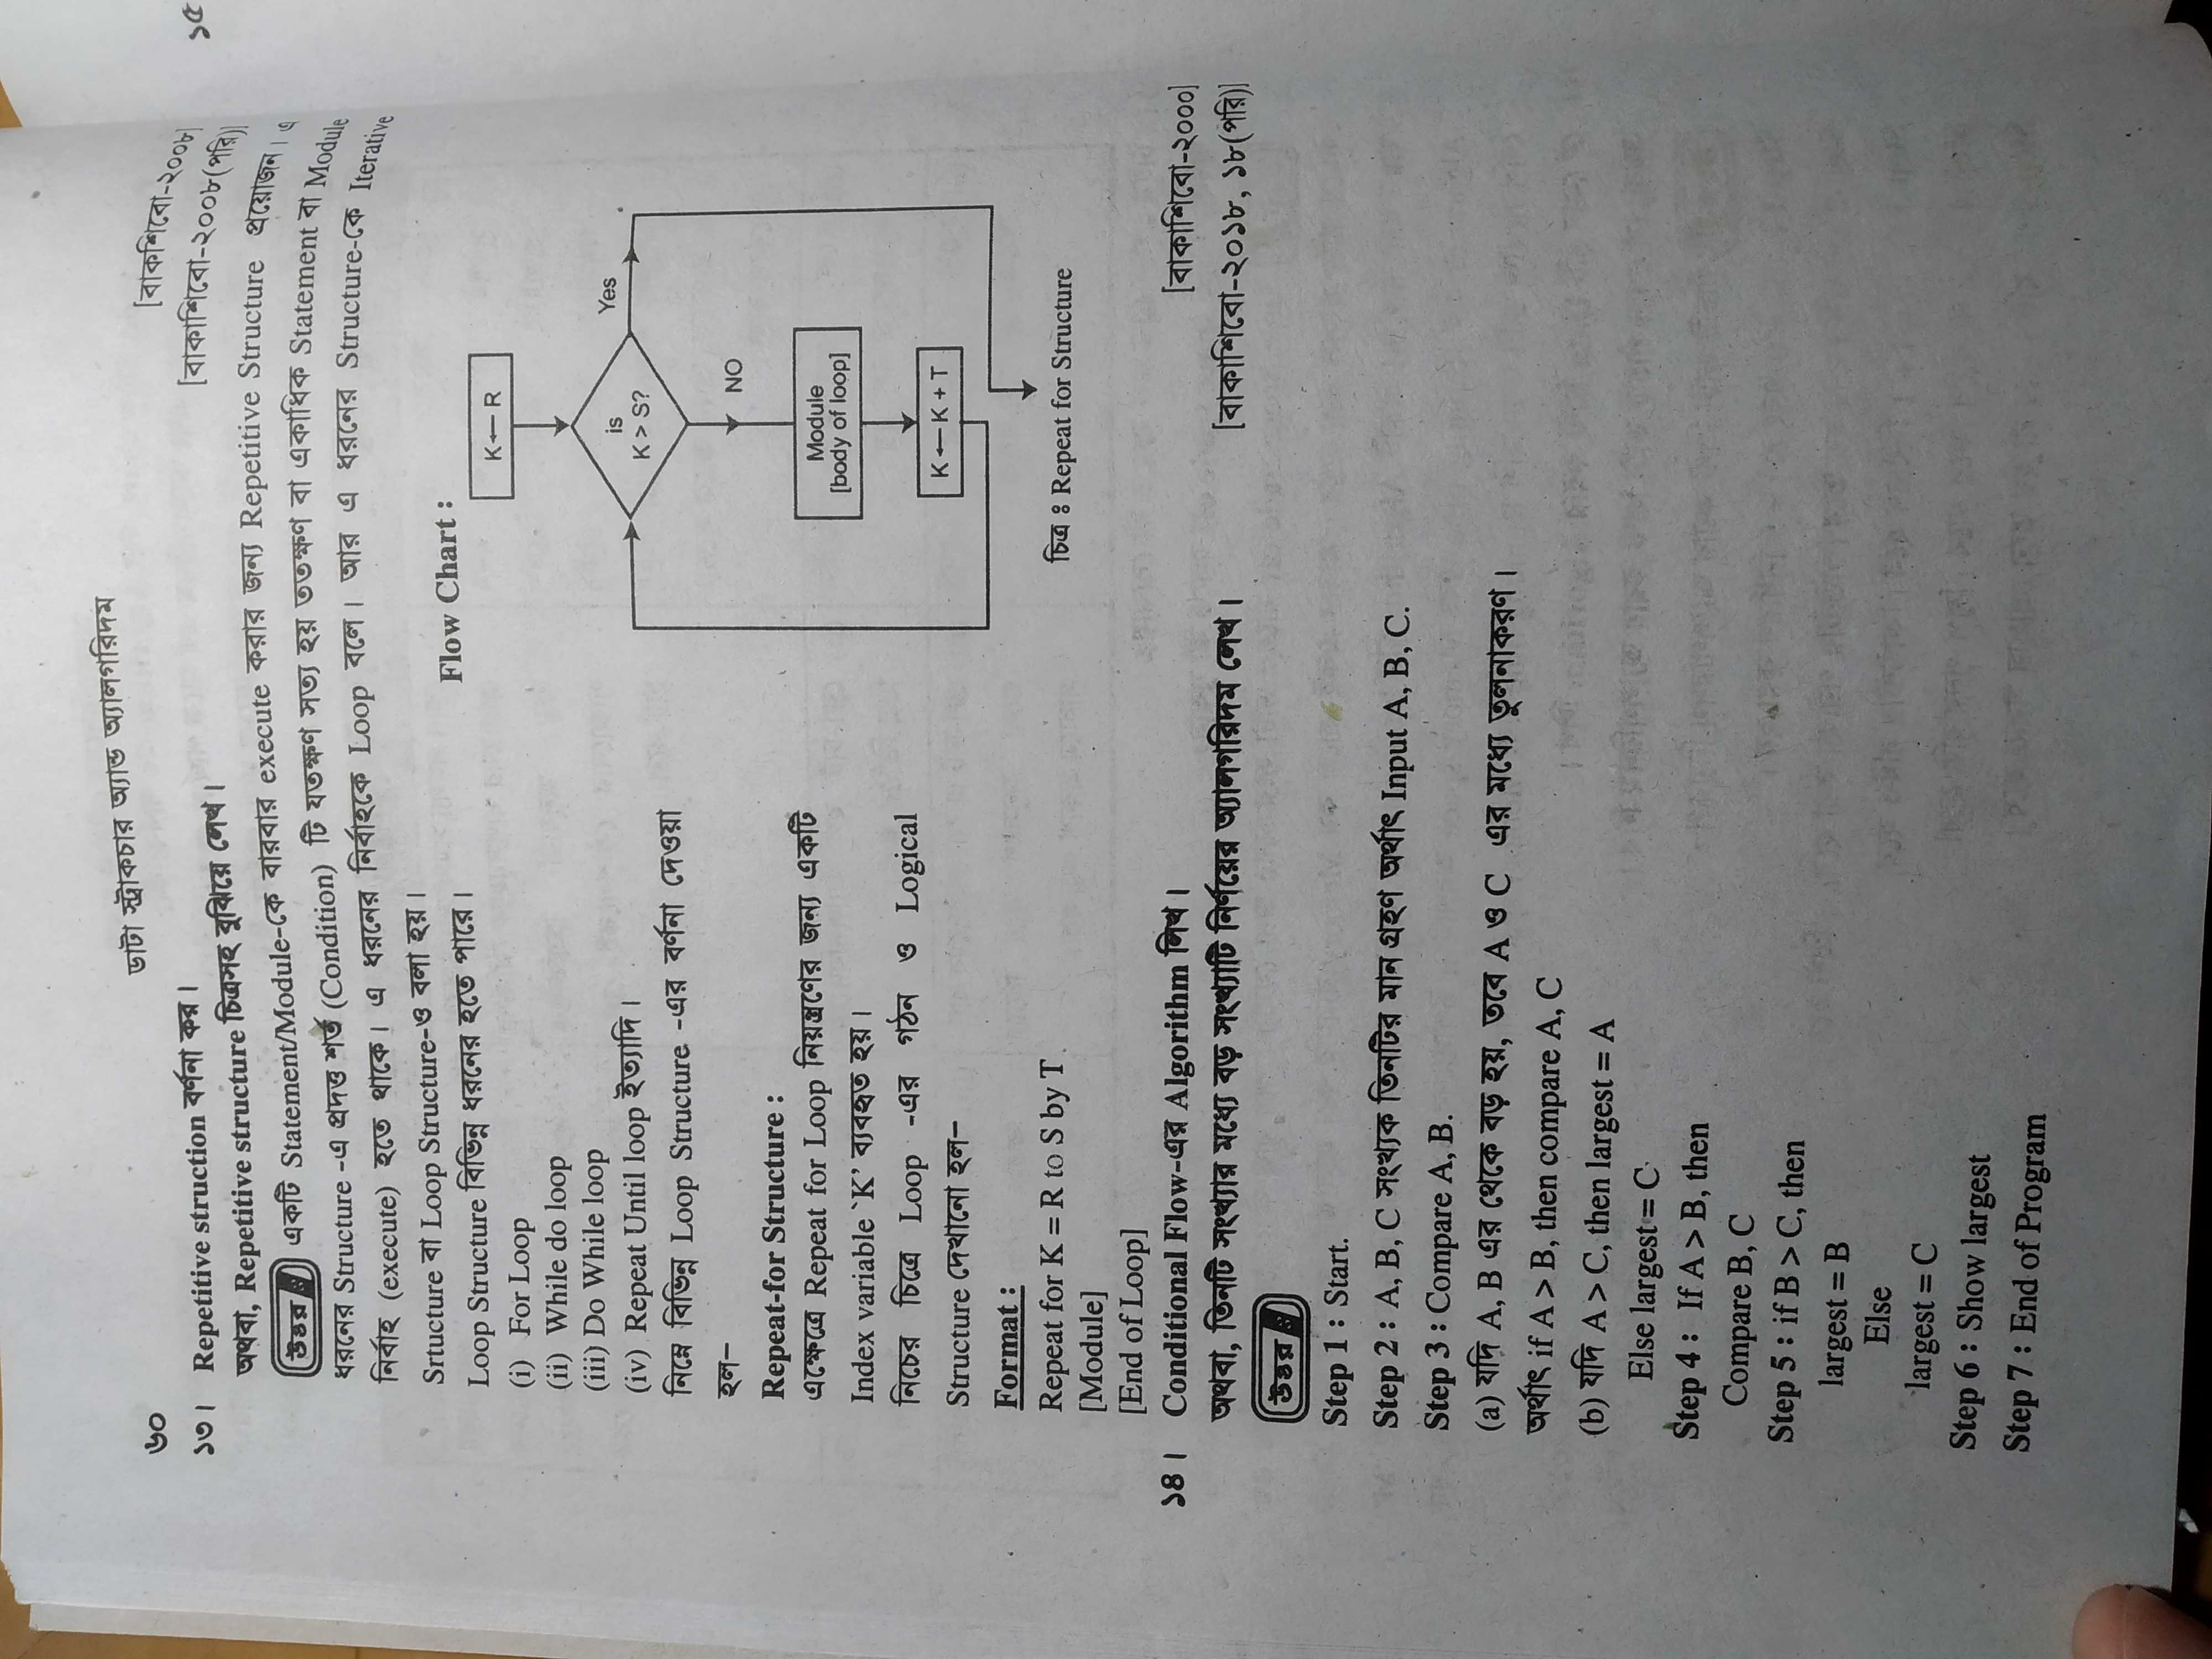 ৬০
ডাটা স্ট্রাকচার অ্যান্ড অ্যালগরিদম
১৩। Repetitive struction বর্ণনা কর। [বাকাশিবো-২০০৮]
অথবা, Repetitive structure চিত্রসহ বুঝিয়ে লেখ। [বাকাশিবো-২০০৮(পরি)]
উত্তর ঃ একটি Statement/Module-কে বারবার execute করার জন্য Repetitive Structure প্রয়োজন। এ
ধরনের Structure -এ প্রদত্ত শর্ত (Condition) টি যতক্ষণ সত্য হয় ততক্ষণ বা একাধিক Statement বা Module
নির্বাহ (execute) হতে থাকে। এ ধরনের নির্বাহকে Loop বলে। আর এ ধরনের Structure-কে Iterative
Srtucture বা Loop Structure-ও বলা হয়।
Loop Structure বিভিন্ন ধরনের হতে পারে।
(i) For Loop
(ii) While do loop
(iii) Do While loop
(iv) Repeat Until loop ইত্যাদি।
নিম্নে বিভিন্ন Loop Structure -এর বর্ণনা দেওয়া
হল–
Repeat-for Structure :
এক্ষেত্রে Repeat for Loop নিয়ন্ত্রণের জন্য একটি
Index variable `K' ব্যবহৃত হয়।
নিচের চিত্রে Loop -এর গঠন ও Logical
Structure দেখানো হল–
Format :
Repeat for K = R to S by T
[Module]
[End of Loop]
Flow Chart :
K ← R
is
K > S?
Yes
NO
Module
[body of loop]
K ← K + T
চিত্র ঃ Repeat for Structure
১৪। Conditional Flow-এর Algorithm লিখ। [বাকাশিবো-২০০০]
অথবা, তিনটি সংখ্যার মধ্যে বড় সংখ্যাটি নির্ণয়ের অ্যালগরিদম লেখ। [বাকাশিবো-২০১৮, ১৮(পরি)]
উত্তর ঃ
Step 1 : Start.
Step 2 : A, B, C সংখ্যক তিনটির মান গ্রহণ অর্থাৎ Input A, B, C.
Step 3 : Compare A, B.
(a) যদি A, B এর থেকে বড় হয়, তবে A ও C এর মধ্যে তুলনাকরণ।
অর্থাৎ if A > B, then compare A, C
(b) যদি A > C, then largest = A
Else largest = C
Step 4 : If A > B, then
Compare B, C
Step 5 : if B > C, then
largest = B
Else
largest = C
Step 6 : Show largest
Step 7 : End of Program
১৫